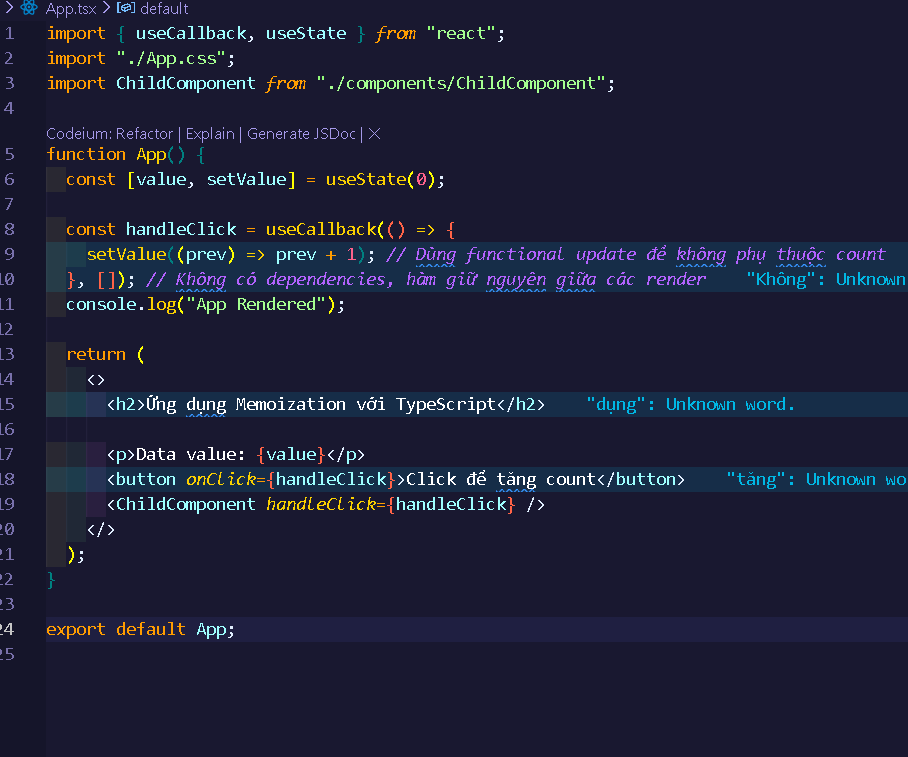 App.tsx > default
1 import { useCallback, useState } from "react";
2 import "./App.css";
3 import ChildComponent from "./components/ChildComponent";
4
Codeium: Refactor | Explain | Generate JSDoc | X
5 function App() {
6 const [value, setValue] = useState(0);
7
8 const handleClick = useCallback(() => {
9 setValue((prev) => prev + 1); // Dùng functional update để không phụ thuộc count
10 }, []); // Không có dependencies, hàm giữ nguyên giữa các render "Không": Unknown
11 console.log("App Rendered");
12
13 return (
14 <>
15 <h2>Ứng dụng Memoization với TypeScript</h2> "dụng": Unknown word.
16
17 <p>Data value: {value}</p>
18 <button onClick={handleClick}>Click để tăng count</button> "tăng": Unknown wo
19 <ChildComponent handleClick={handleClick} />
20 </>
21 );
22 }
23
24 export default App;
25